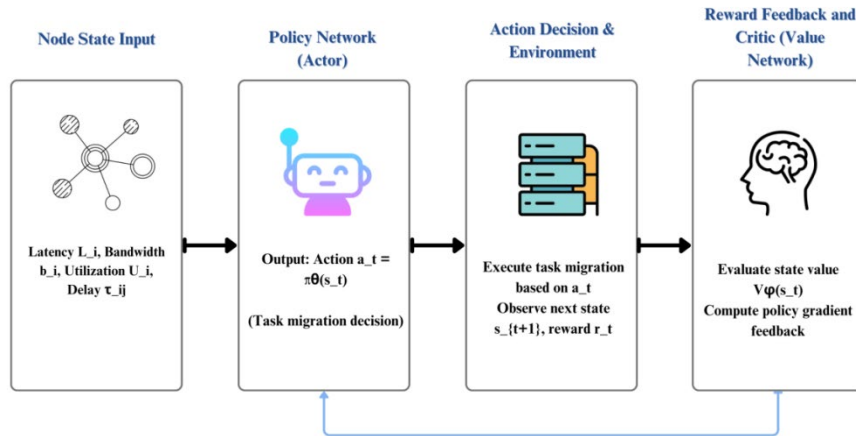 Node State Input
Latency L_i, Bandwidth
b_i, Utilization U_i,
Delay τ_ij
Policy Network
(Actor)
Output: Action a_t =
πθ(s_t)
(Task migration decision)
Action Decision &
Environment
Execute task migration
based on a_t
Observe next state
s_{t+1}, reward r_t
Reward Feedback and
Critic (Value
Network)
Evaluate state value
Vφ(s_t)
Compute policy gradient
feedback